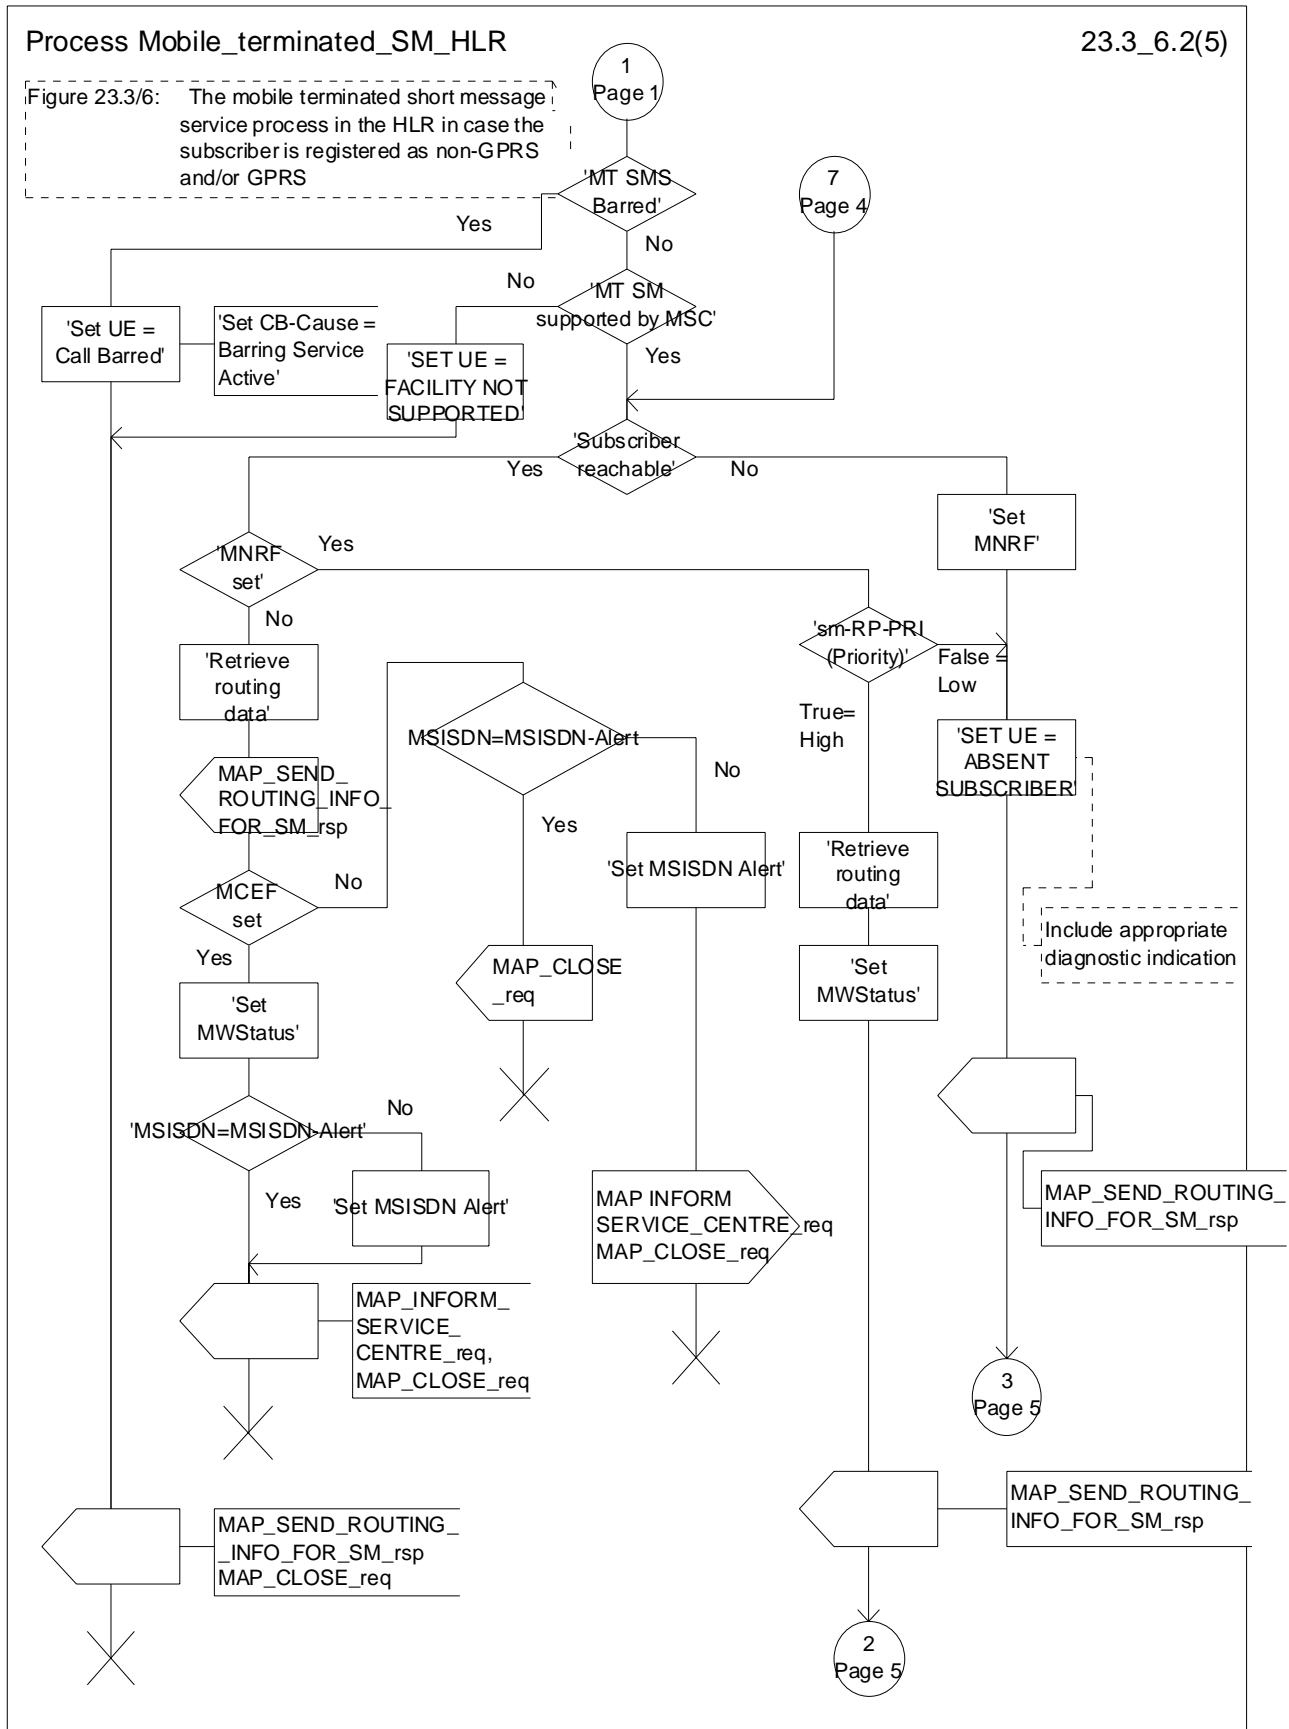 Process Mobile_terminated_SM_HLR
23.3_6.2(5)
Figure 23.3/6: The mobile terminated short message
service process in the HLR in case the
subscriber is registered as non-GPRS
and/or GPRS
1
Page 1
'MT SMS
Barred'
7
Page 4
Yes
No
No
'MT SM
supported by MSC'
'Set UE =
Call Barred'
'Set CB-Cause =
Barring Service
Active'
'SET UE =
FACILITY NOT
SUPPORTED'
Yes
'Subscriber
reachable'
Yes
No
'Set
MNRF'
'MNRF
set'
Yes
No
'sm-RP-PRI
(Priority)'
False =
Low
'Retrieve
routing
data'
MSISDN=MSISDN-Alert
True=
High
'SET UE =
ABSENT
SUBSCRIBER'
No
MAP_SEND_
ROUTING_INFO_
FOR_SM_rsp
Yes
'Set MSISDN Alert'
'Retrieve
routing
data'
MCEF
set
No
Yes
Include appropriate
diagnostic indication
MAP_CLOSE
_req
'Set
MWStatus'
'Set
MWStatus'
No
'MSISDN=MSISDN-Alert'
Yes
'Set MSISDN Alert'
MAP INFORM
SERVICE_CENTRE_req
MAP_CLOSE_req
MAP_SEND_ROUTING_
INFO_FOR_SM_rsp
MAP_INFORM_
SERVICE_
CENTRE_req,
MAP_CLOSE_req
3
Page 5
MAP_SEND_ROUTING_
INFO_FOR_SM_rsp
MAP_SEND_ROUTING_
_INFO_FOR_SM_rsp
MAP_CLOSE_req
2
Page 5